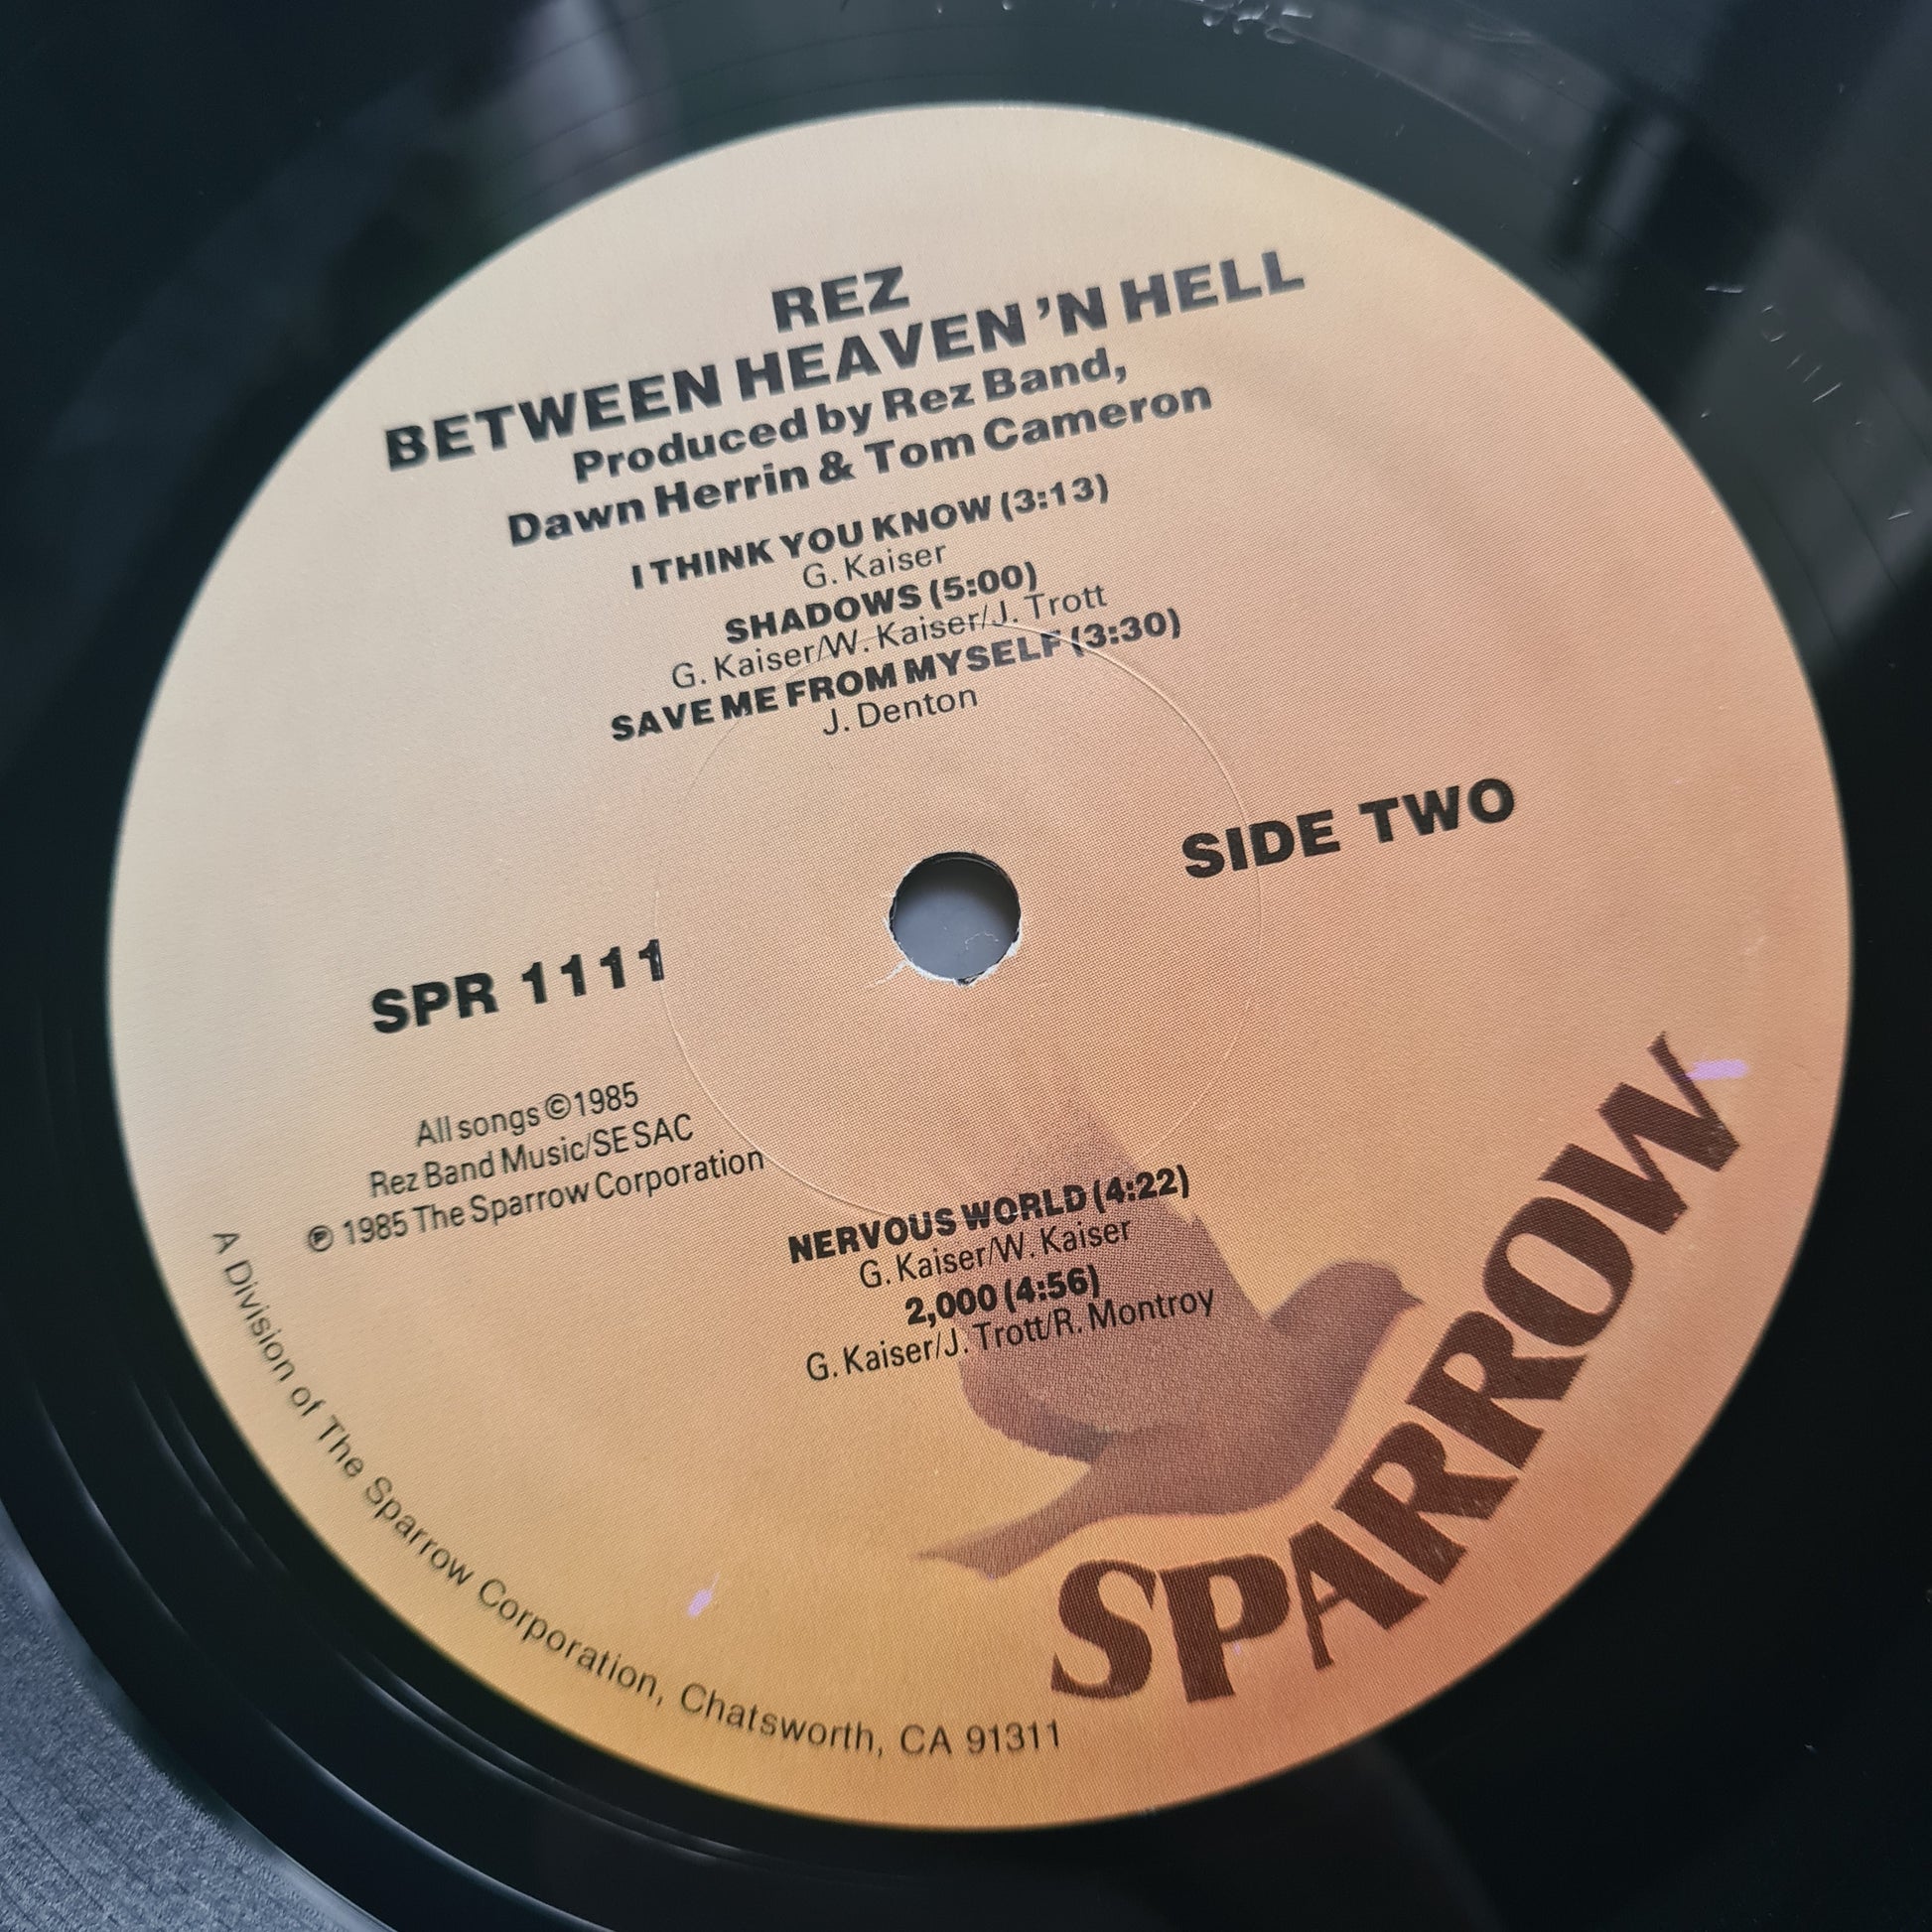 REZ
BETWEEN HEAVEN 'N HELL
Produced by Rez Band,
Dawn Herrin & Tom Cameron
I THINK YOU KNOW (3:13)
G. Kaiser
SHADOWS (5:00)
G. Kaiser/W. Kaiser/J. Trott
SAVE ME FROM MYSELF (3:30)
J. Denton
SIDE TWO
SPR 1111
All songs ©1985
Rez Band Music/SESAC
℗ 1985 The Sparrow Corporation
NERVOUS WORLD (4:22)
G. Kaiser/W. Kaiser
2,000 (4:56)
G. Kaiser/J. Trott/R. Montroy
SPARROW
A Division of The Sparrow Corporation, Chatsworth, CA 91311